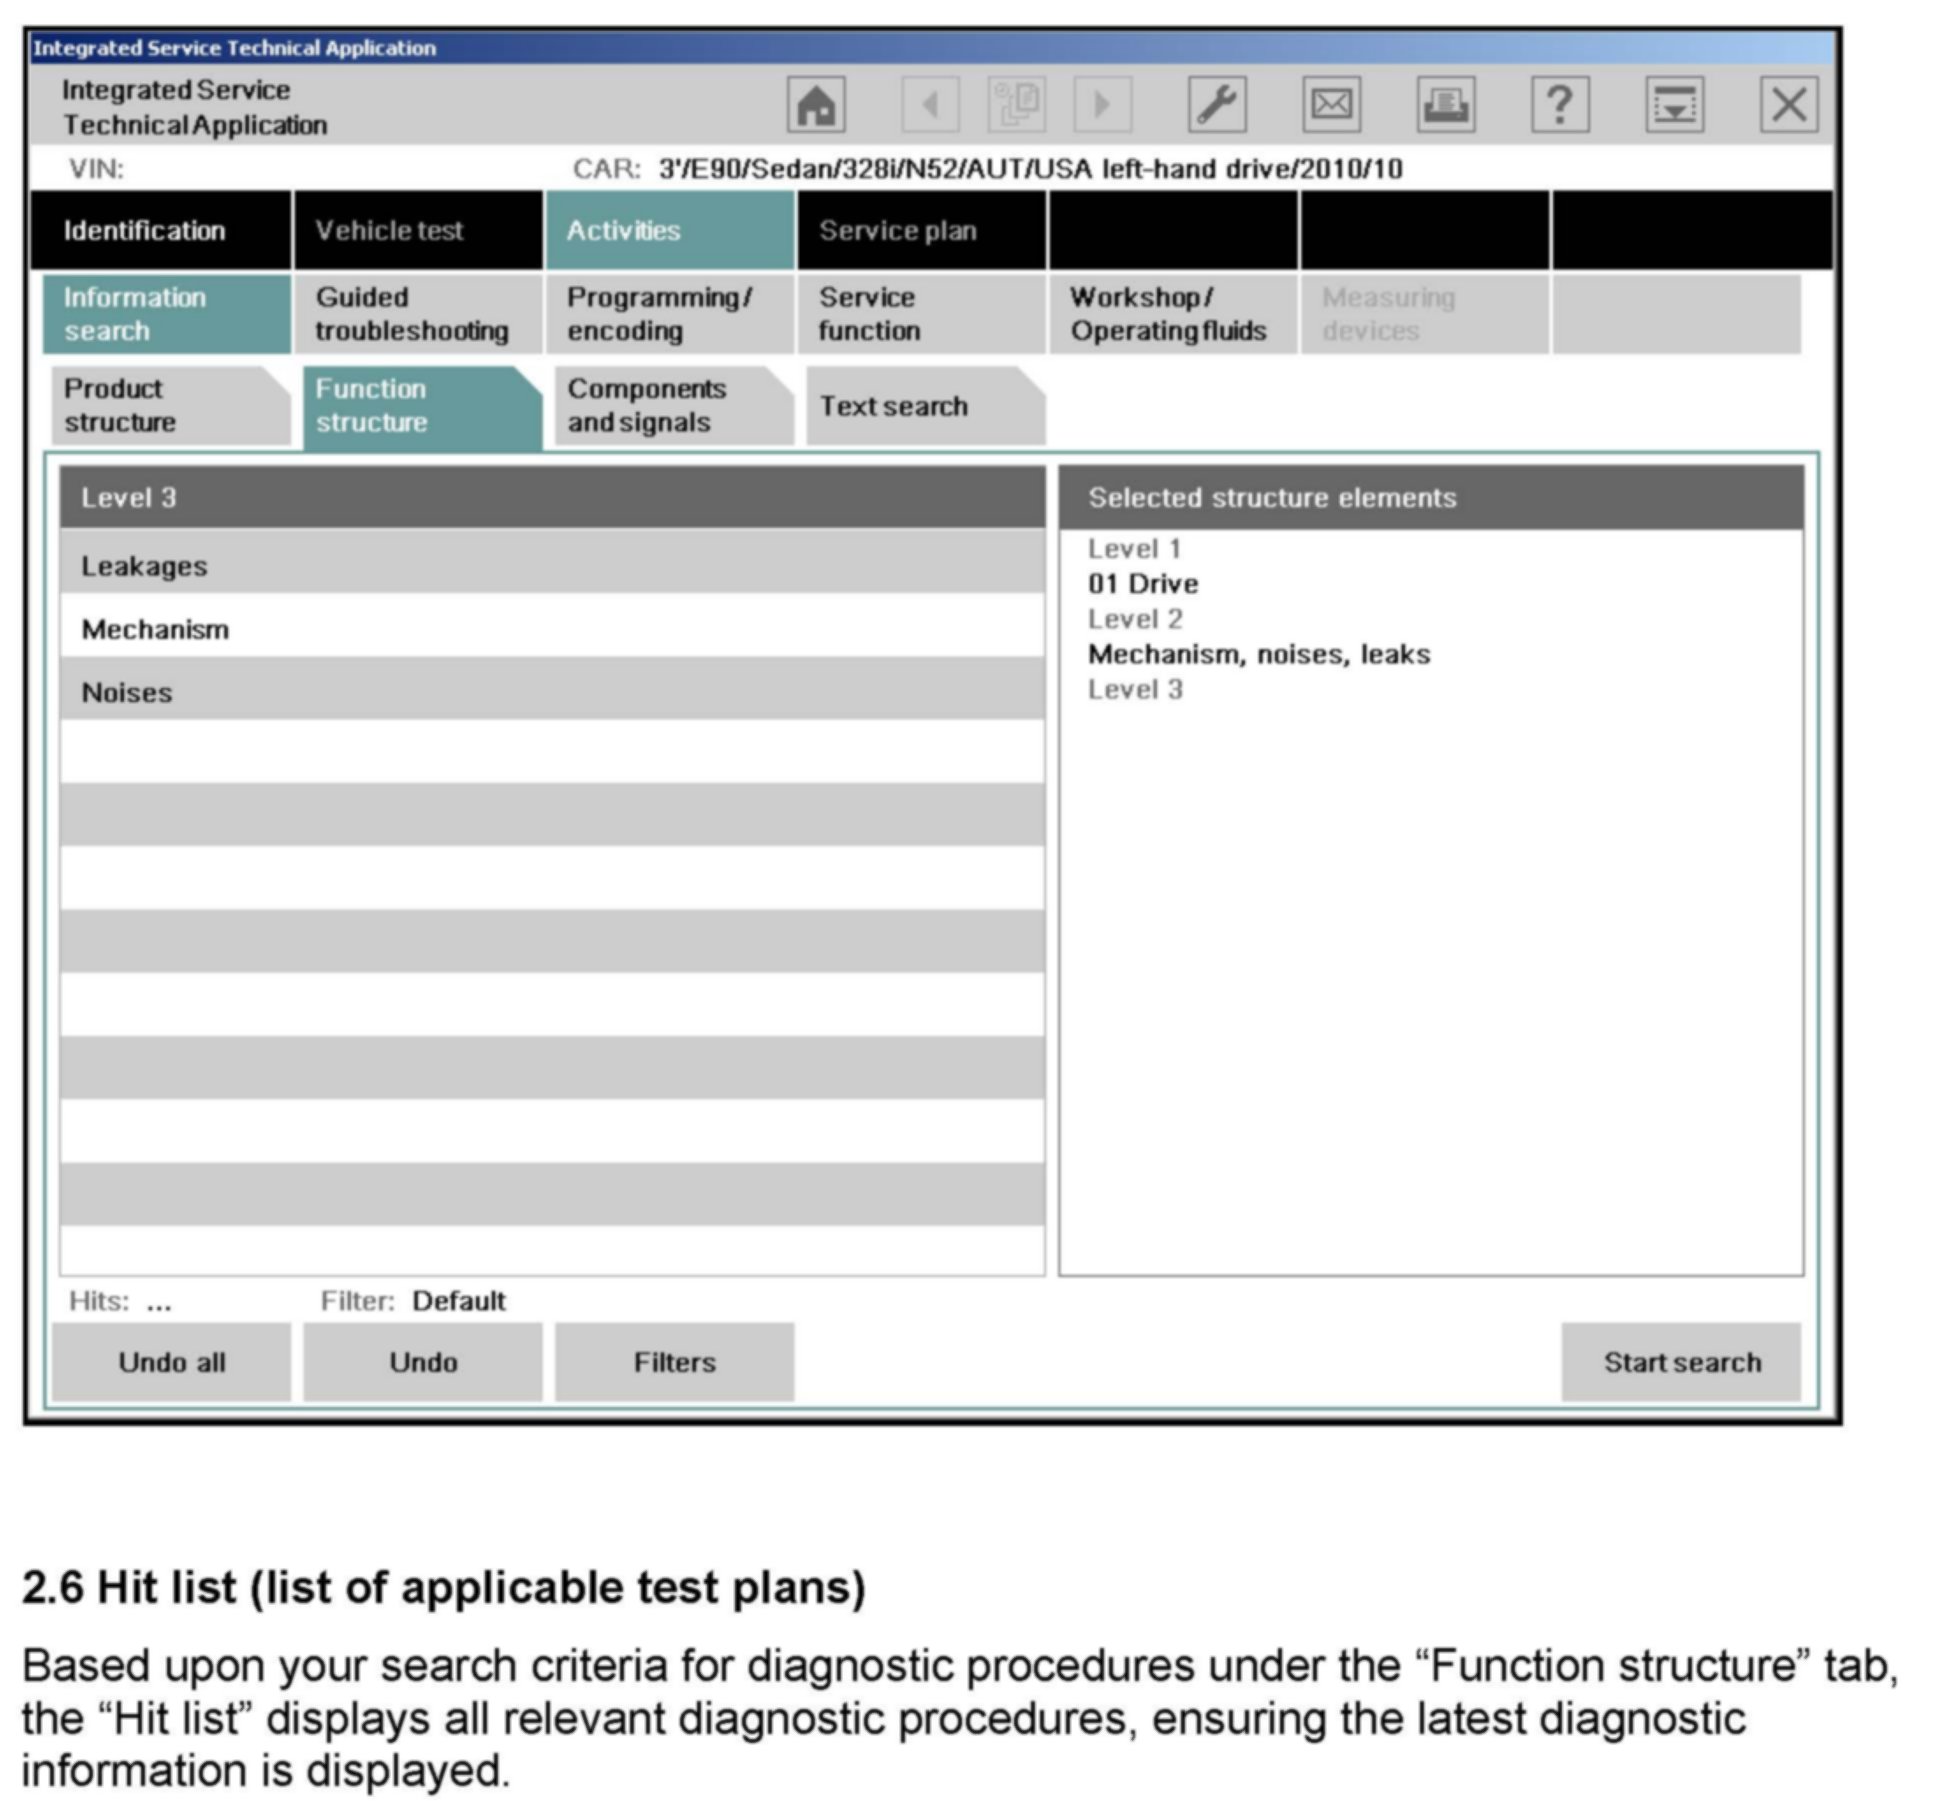 Integrated Service Technical Application
Integrated Service
Technical Application
VIN:
CAR: 3'/E90/Sedan/328i/N52/AUT/USA left-hand drive/2010/10
Identification
Vehicle test
Activities
Service plan
Information
search
Guided
troubleshooting
Programming/
encoding
Service
function
Workshop/
Operating fluids
Measuring
devices
Product
structure
Function
structure
Components
and signals
Text search
Level 3
Leakages
Mechanism
Noises
Selected structure elements
Level 1
01 Drive
Level 2
Mechanism, noises, leaks
Level 3
Hits: ...
Filter: Default
Undo all
Undo
Filters
Start search
2.6 Hit list (list of applicable test plans)
Based upon your search criteria for diagnostic procedures under the “Function structure” tab,
the “Hit list” displays all relevant diagnostic procedures, ensuring the latest diagnostic
information is displayed.